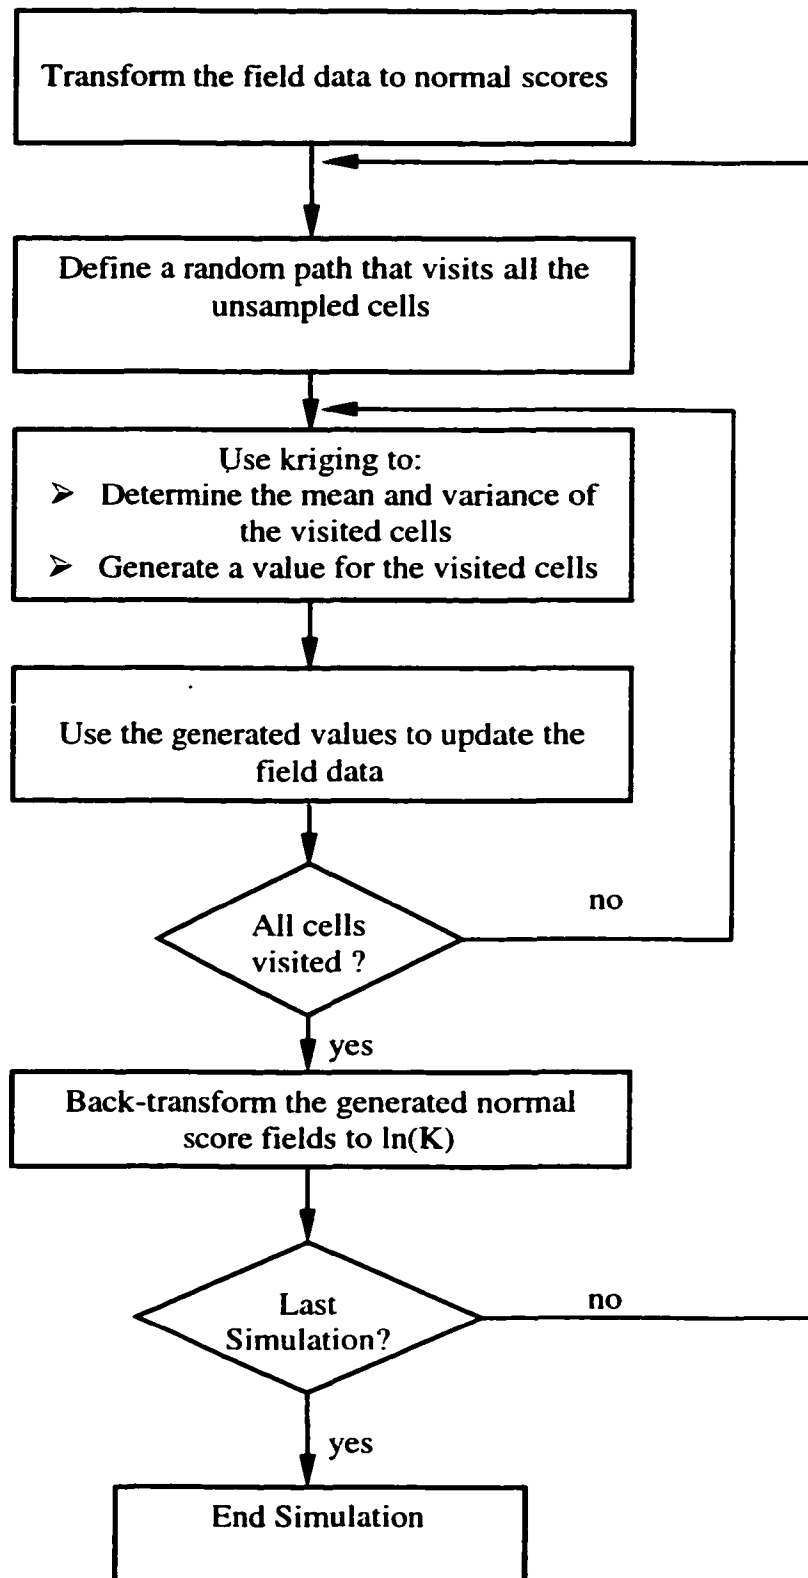 Transform the field data to normal scores
Define a random path that visits all the
unsampled cells
Use kriging to:
➢ Determine the mean and variance of
the visited cells
➢ Generate a value for the visited cells
Use the generated values to update the
field data
All cells
visited ?
no
yes
Back-transform the generated normal
score fields to ln(K)
Last
Simulation?
no
yes
End Simulation